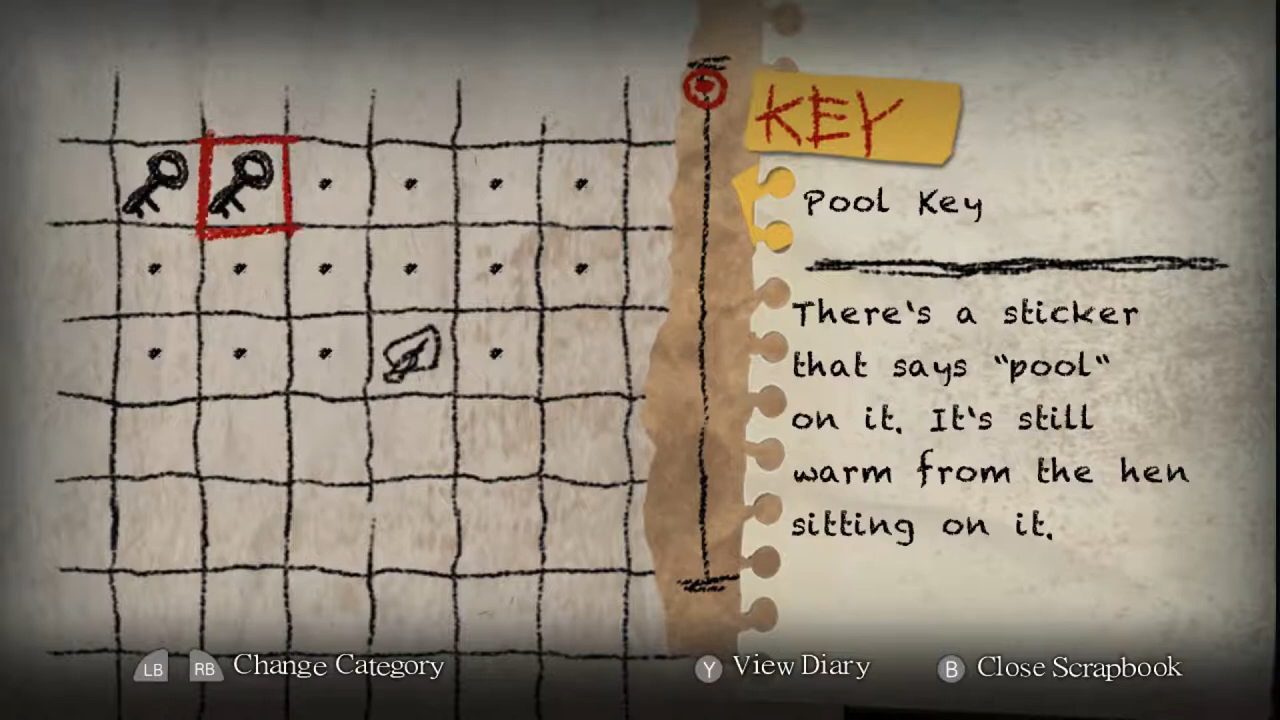 KEY
Pool Key
There's a sticker
that says "pool"
on it. It's still
warm from the hen
sitting on it.
LB RB Change Category
Y View Diary
B Close Scrapbook